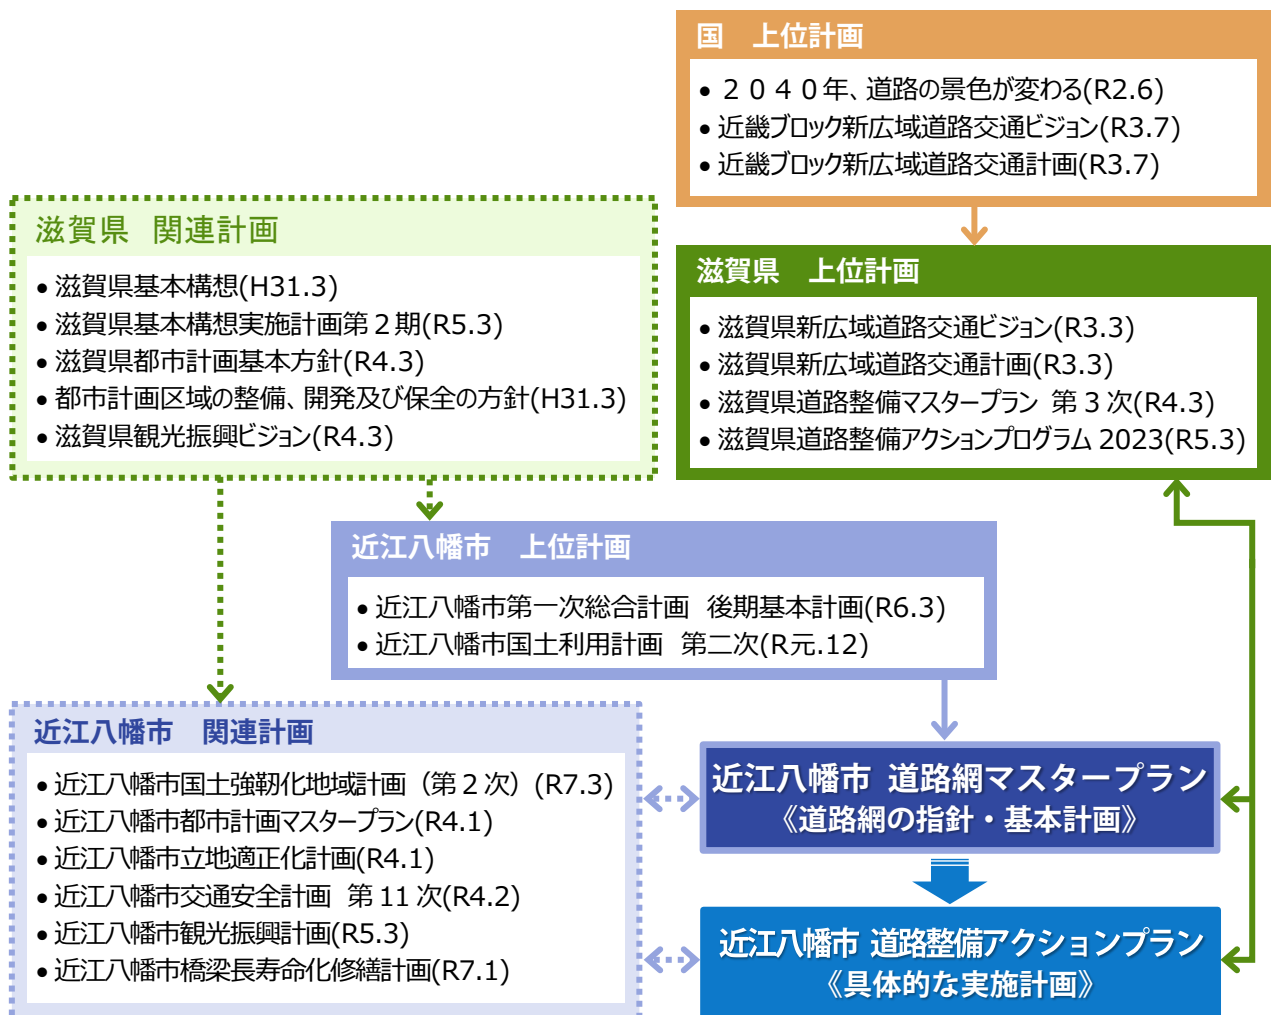 国　上位計画
• ２０４０年、道路の景色が変わる(R2.6)
• 近畿ブロック新広域道路交通ビジョン(R3.7)
• 近畿ブロック新広域道路交通計画(R3.7)
滋賀県　関連計画
• 滋賀県基本構想(H31.3)
• 滋賀県基本構想実施計画第２期(R5.3)
• 滋賀県都市計画基本方針(R4.3)
• 都市計画区域の整備、開発及び保全の方針(H31.3)
• 滋賀県観光振興ビジョン(R4.3)
滋賀県　上位計画
• 滋賀県新広域道路交通ビジョン(R3.3)
• 滋賀県新広域道路交通計画(R3.3)
• 滋賀県道路整備マスタープラン 第３次(R4.3)
• 滋賀県道路整備アクションプログラム 2023(R5.3)
近江八幡市　上位計画
• 近江八幡市第一次総合計画 後期基本計画(R6.3)
• 近江八幡市国土利用計画 第二次(R元.12)
近江八幡市　関連計画
• 近江八幡市国土強靭化地域計画（第２次）(R7.3)
• 近江八幡市都市計画マスタープラン(R4.1)
• 近江八幡市立地適正化計画(R4.1)
• 近江八幡市交通安全計画 第 11 次(R4.2)
• 近江八幡市観光振興計画(R5.3)
• 近江八幡市橋梁長寿命化修繕計画(R7.1)
近江八幡市 道路網マスタープラン
《道路網の指針・基本計画》
近江八幡市 道路整備アクションプラン
《具体的な実施計画》